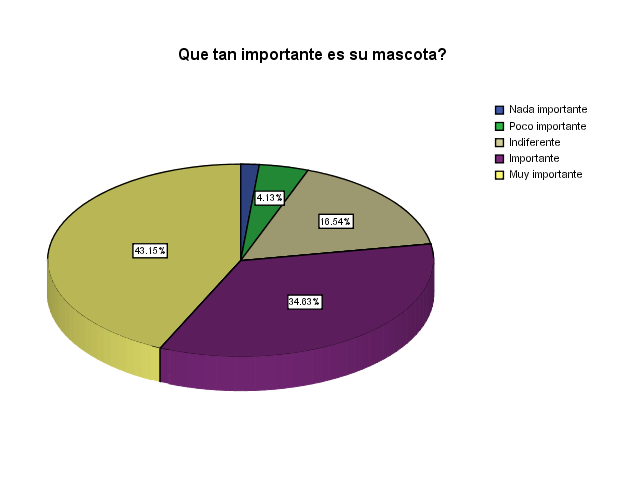 Que tan importante es su mascota?
Nada importante
Poco importante
Indiferente
Importante
Muy importante
4.13%
16.54%
43.15%
34.63%